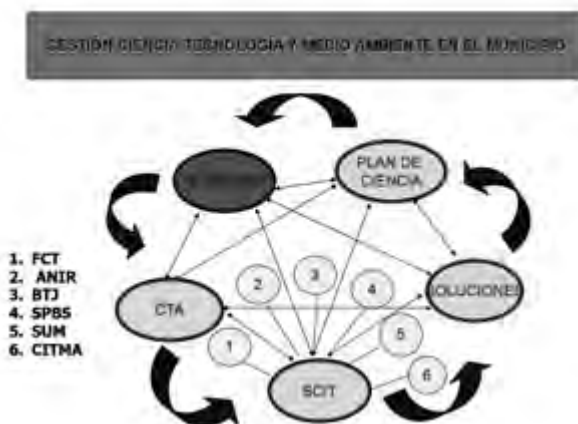 GESTIÓN CIENCIA TECNOLOGÍA Y MEDIO AMBIENTE EN EL MUNICIPIO
PLAN DE
CIENCIA
1. FCT
2. ANIR
3. BTJ
4. SPBS
5. SUM
6. CITMA
CTA
SOLUCIONES
SCIT
1
2
3
4
5
6